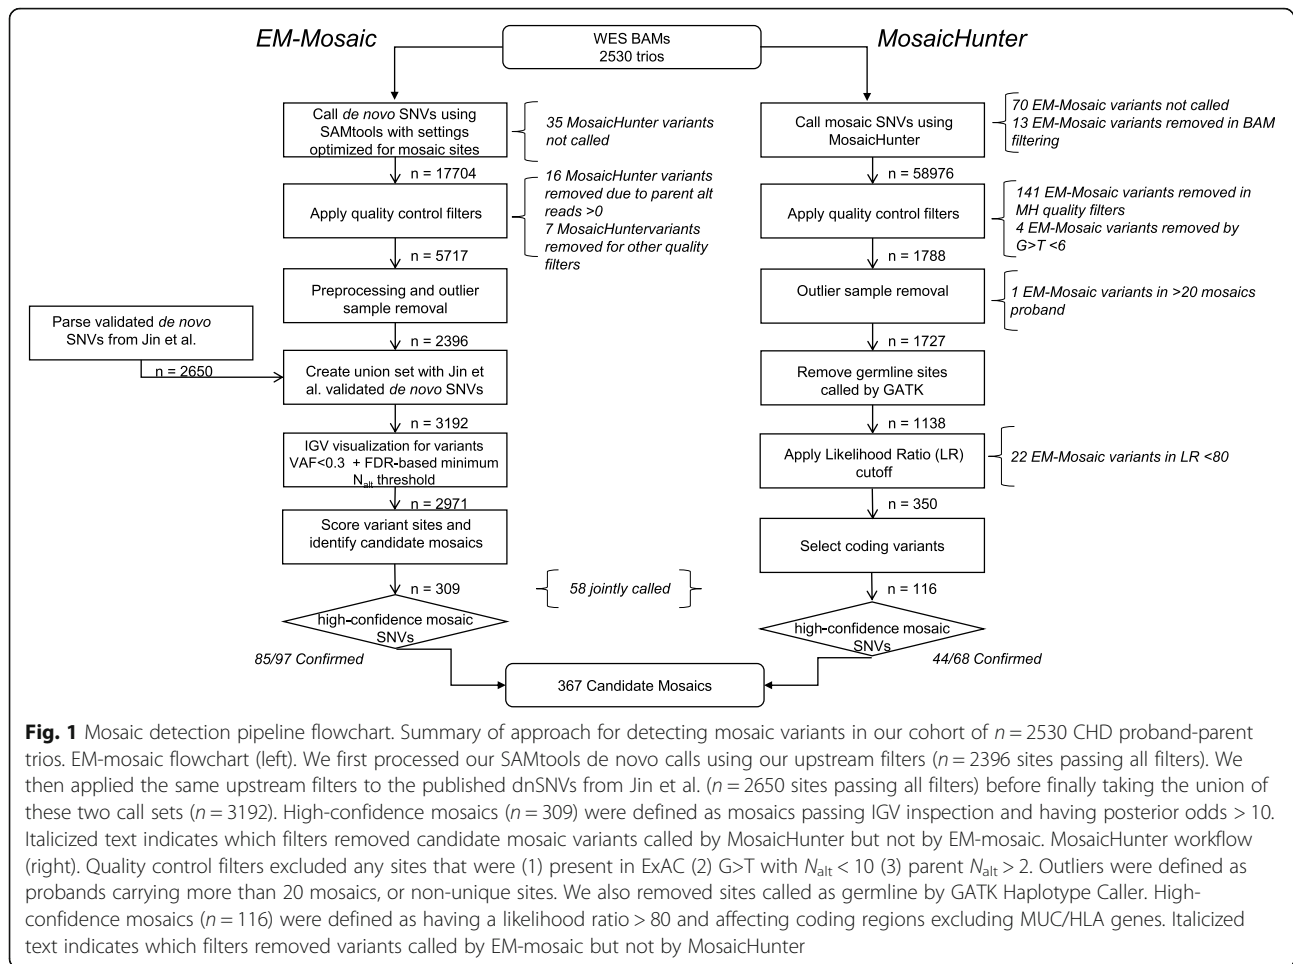 EM-Mosaic
WES BAMs
2530 trios
MosaicHunter
Call de novo SNVs using
SAMtools with settings
optimized for mosaic sites
35 MosaicHunter variants
not called
n = 17704
Apply quality control filters
16 MosaicHunter variants
removed due to parent alt
reads >0
7 MosaicHuntervariants
removed for other quality
filters
n = 5717
Preprocessing and outlier
sample removal
n = 2396
Parse validated de novo
SNVs from Jin et al.
n = 2650
Create union set with Jin et
al. validated de novo SNVs
n = 3192
IGV visualization for variants
VAF<0.3 + FDR-based minimum
Nalt threshold
n = 2971
Score variant sites and
identify candidate mosaics
n = 309
high-confidence mosaic
SNVs
85/97 Confirmed
58 jointly called
Call mosaic SNVs using
MosaicHunter
70 EM-Mosaic variants not called
13 EM-Mosaic variants removed in BAM
filtering
n = 58976
Apply quality control filters
141 EM-Mosaic variants removed in
MH quality filters
4 EM-Mosaic variants removed by
G>T <6
n = 1788
Outlier sample removal
1 EM-Mosaic variants in >20 mosaics
proband
n = 1727
Remove germline sites
called by GATK
n = 1138
Apply Likelihood Ratio (LR)
cutoff
22 EM-Mosaic variants in LR <80
n = 350
Select coding variants
n = 116
high-confidence mosaic
SNVs
44/68 Confirmed
367 Candidate Mosaics
Fig. 1 Mosaic detection pipeline flowchart. Summary of approach for detecting mosaic variants in our cohort of n = 2530 CHD proband-parent
trios. EM-mosaic flowchart (left). We first processed our SAMtools de novo calls using our upstream filters (n = 2396 sites passing all filters). We
then applied the same upstream filters to the published dnSNVs from Jin et al. (n = 2650 sites passing all filters) before finally taking the union of
these two call sets (n = 3192). High-confidence mosaics (n = 309) were defined as mosaics passing IGV inspection and having posterior odds > 10.
Italicized text indicates which filters removed candidate mosaic variants called by MosaicHunter but not by EM-mosaic. MosaicHunter workflow
(right). Quality control filters excluded any sites that were (1) present in ExAC (2) G>T with Nalt < 10 (3) parent Nalt > 2. Outliers were defined as
probands carrying more than 20 mosaics, or non-unique sites. We also removed sites called as germline by GATK Haplotype Caller. High-
confidence mosaics (n = 116) were defined as having a likelihood ratio > 80 and affecting coding regions excluding MUC/HLA genes. Italicized
text indicates which filters removed variants called by EM-mosaic but not by MosaicHunter